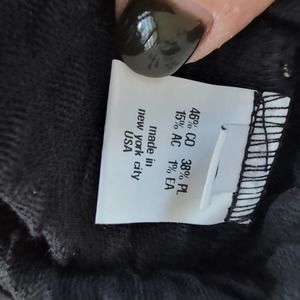 46% CO 38% PL
15% AC 1% EA
made in
new york city
USA